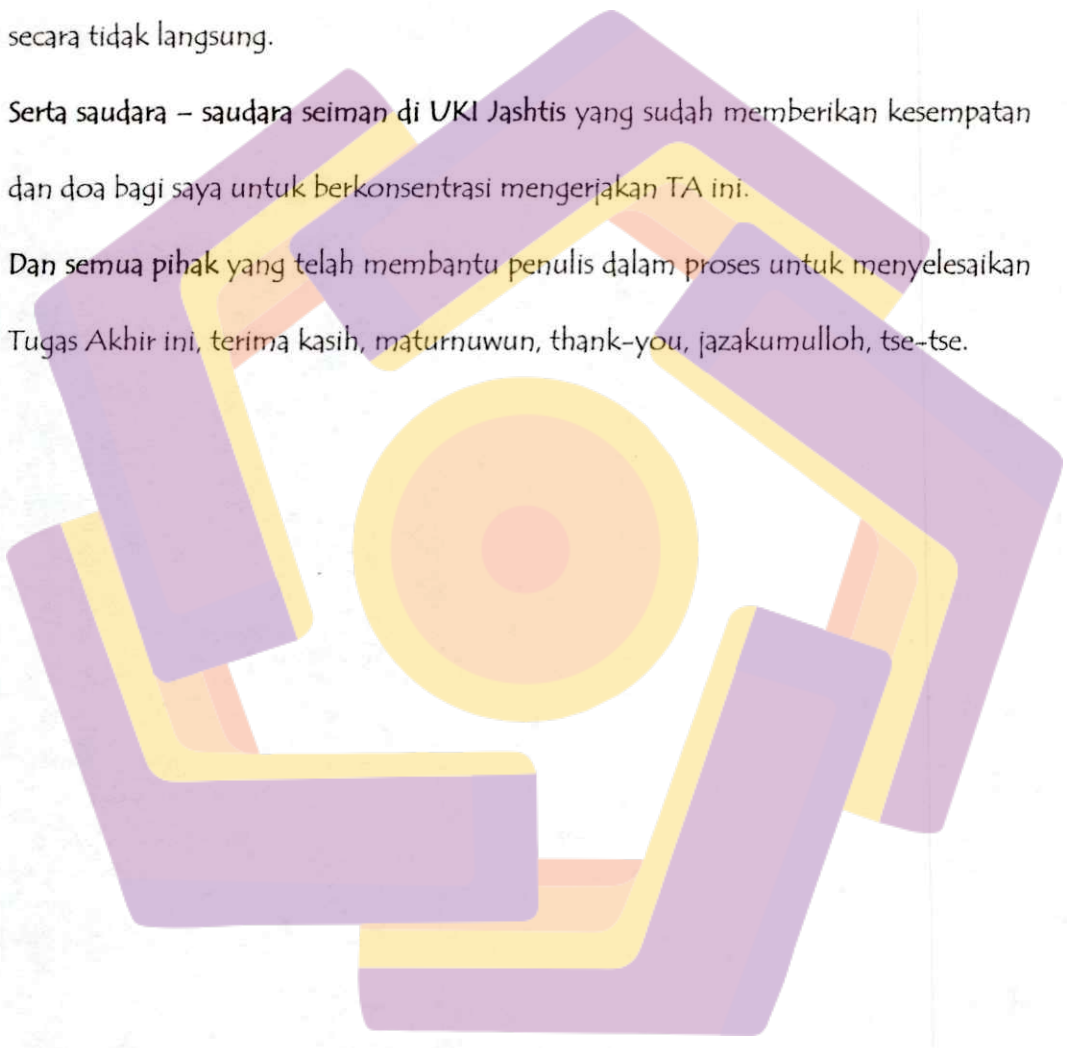 secara tidak langsung.
Serta saudara – saudara seiman di UKI Jashtis yang sudah memberikan kesempatan
dan doa bagi saya untuk berkonsentrasi mengerjakan TA ini.
Dan semua pihak yang telah membantu penulis dalam proses untuk menyelesaikan
Tugas Akhir ini, terima kasih, maturnuwun, thank-you, jazakumulloh, tse-tse.